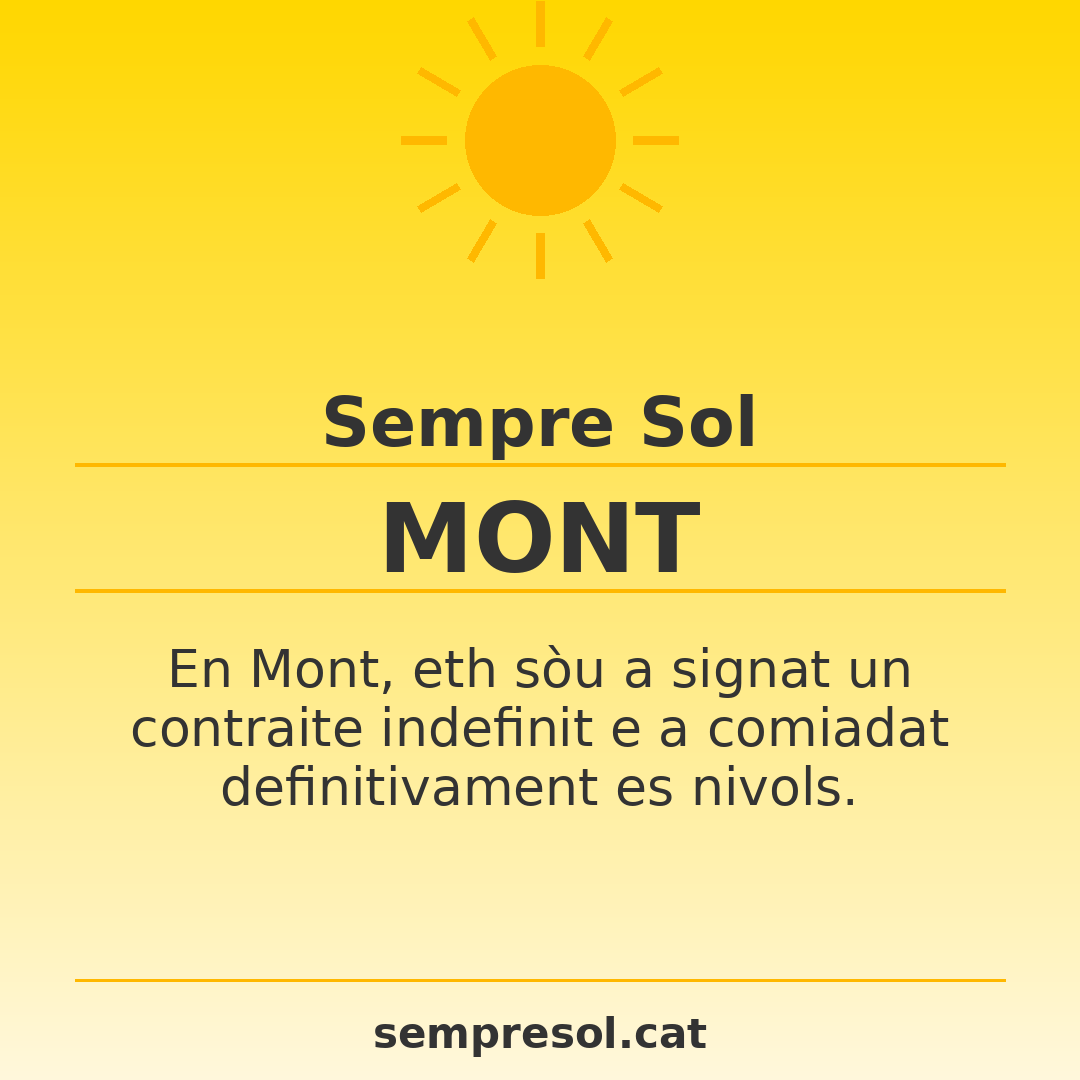 Sempre Sol
MONT
En Mont, eth sòu a signat un
contraite indefinit e a comiadat
definitivament es nivols.
sempresol.cat